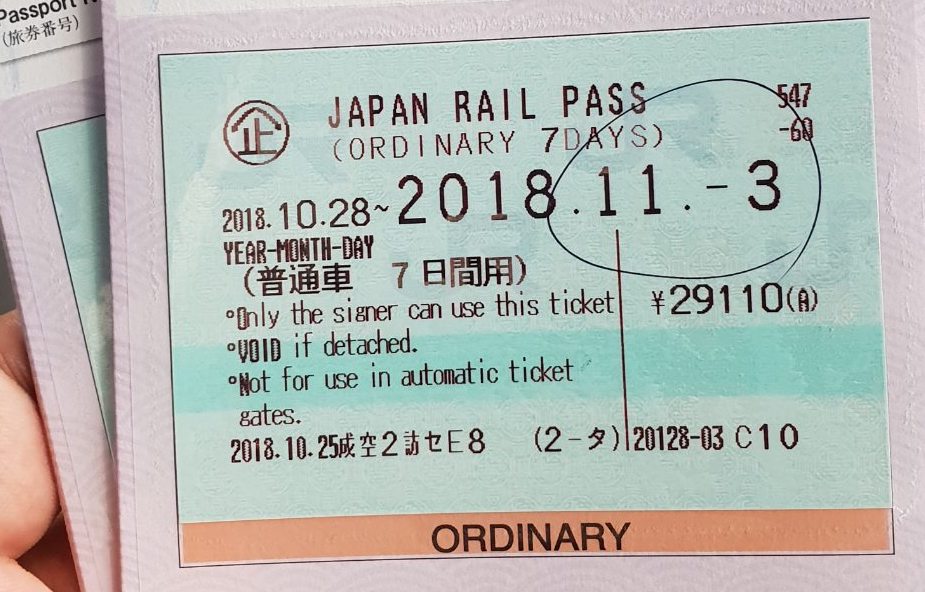 Passport
(旅券番号)
企
JAPAN RAIL PASS
547
(ORDINARY 7DAYS)
-60
2018.10.28~2018.11.-3
YEAR-MONTH-DAY
(普通車 7日間用)
°Only the signer can use this ticket
¥29110(A)
°VOID if detached.
°Not for use in automatic ticket
gates.
2018.10.25成空2訪セE8 (2-タ) 20128-03 C10
ORDINARY